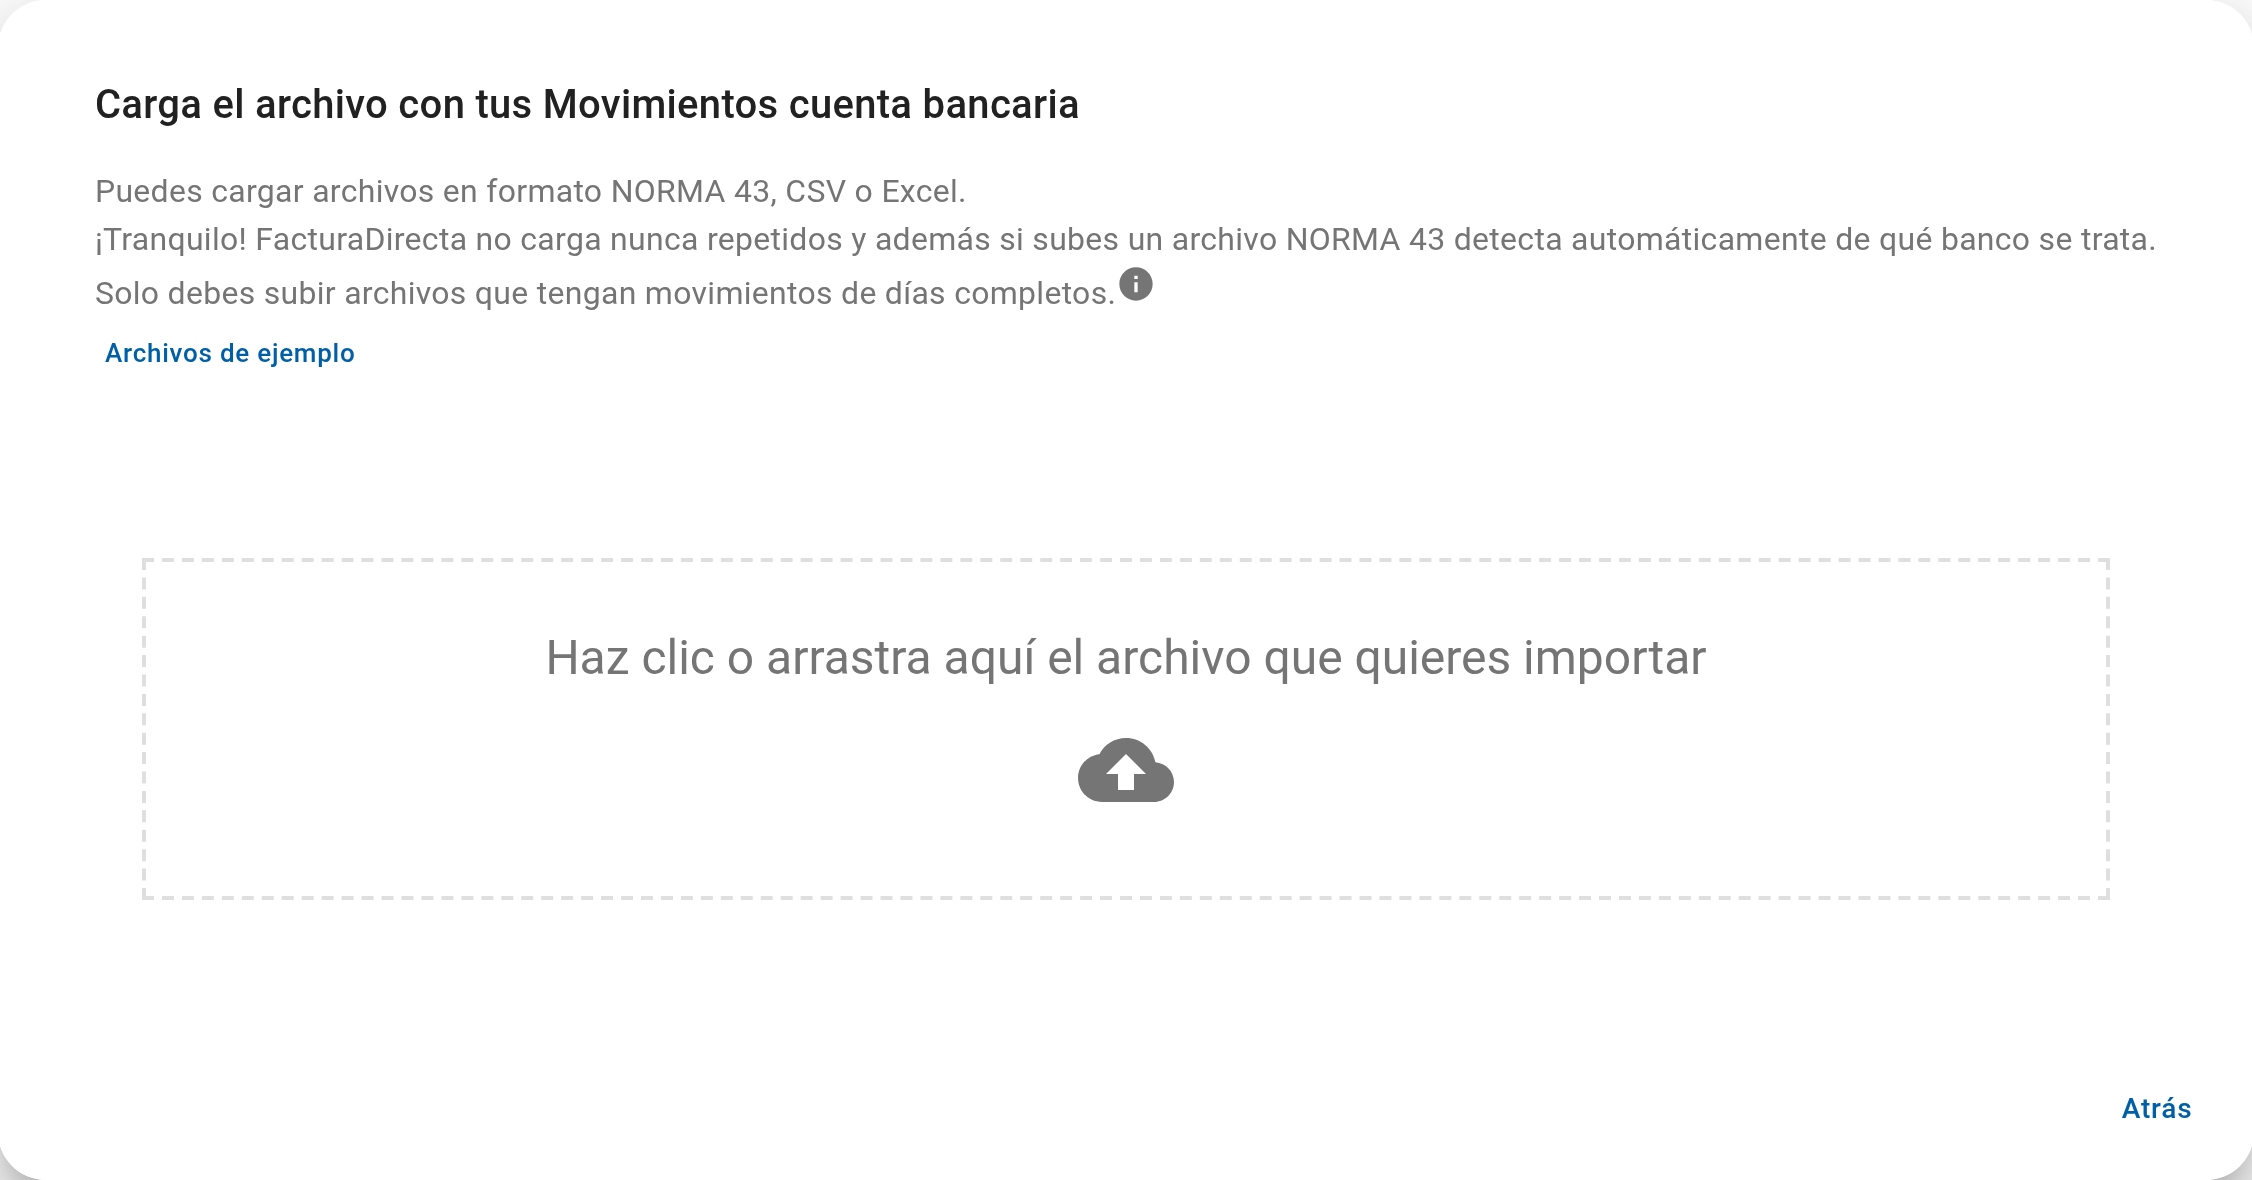 Carga el archivo con tus Movimientos cuenta bancaria
Puedes cargar archivos en formato NORMA 43, CSV o Excel.
¡Tranquilo! FacturaDirecta no carga nunca repetidos y además si subes un archivo NORMA 43 detecta automáticamente de qué banco se trata.
Solo debes subir archivos que tengan movimientos de días completos.
Archivos de ejemplo
Haz clic o arrastra aquí el archivo que quieres importar
Atrás